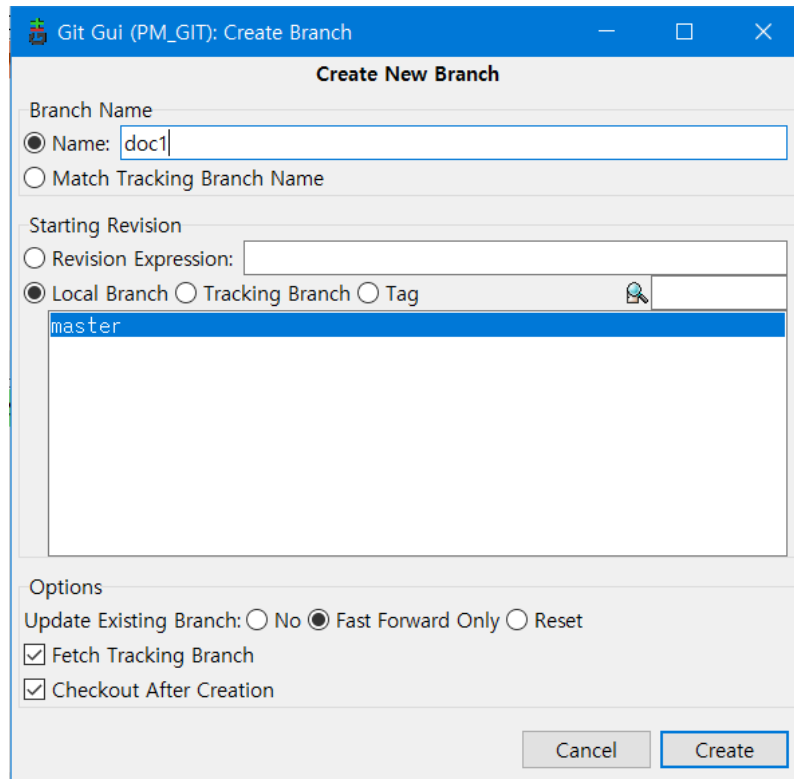 Git Gui (PM_GIT): Create Branch
Create New Branch
Branch Name
Name: doc1
Match Tracking Branch Name
Starting Revision
Revision Expression:
Local Branch Tracking Branch Tag
master
Options
Update Existing Branch: No Fast Forward Only Reset
Fetch Tracking Branch
Checkout After Creation
Cancel Create